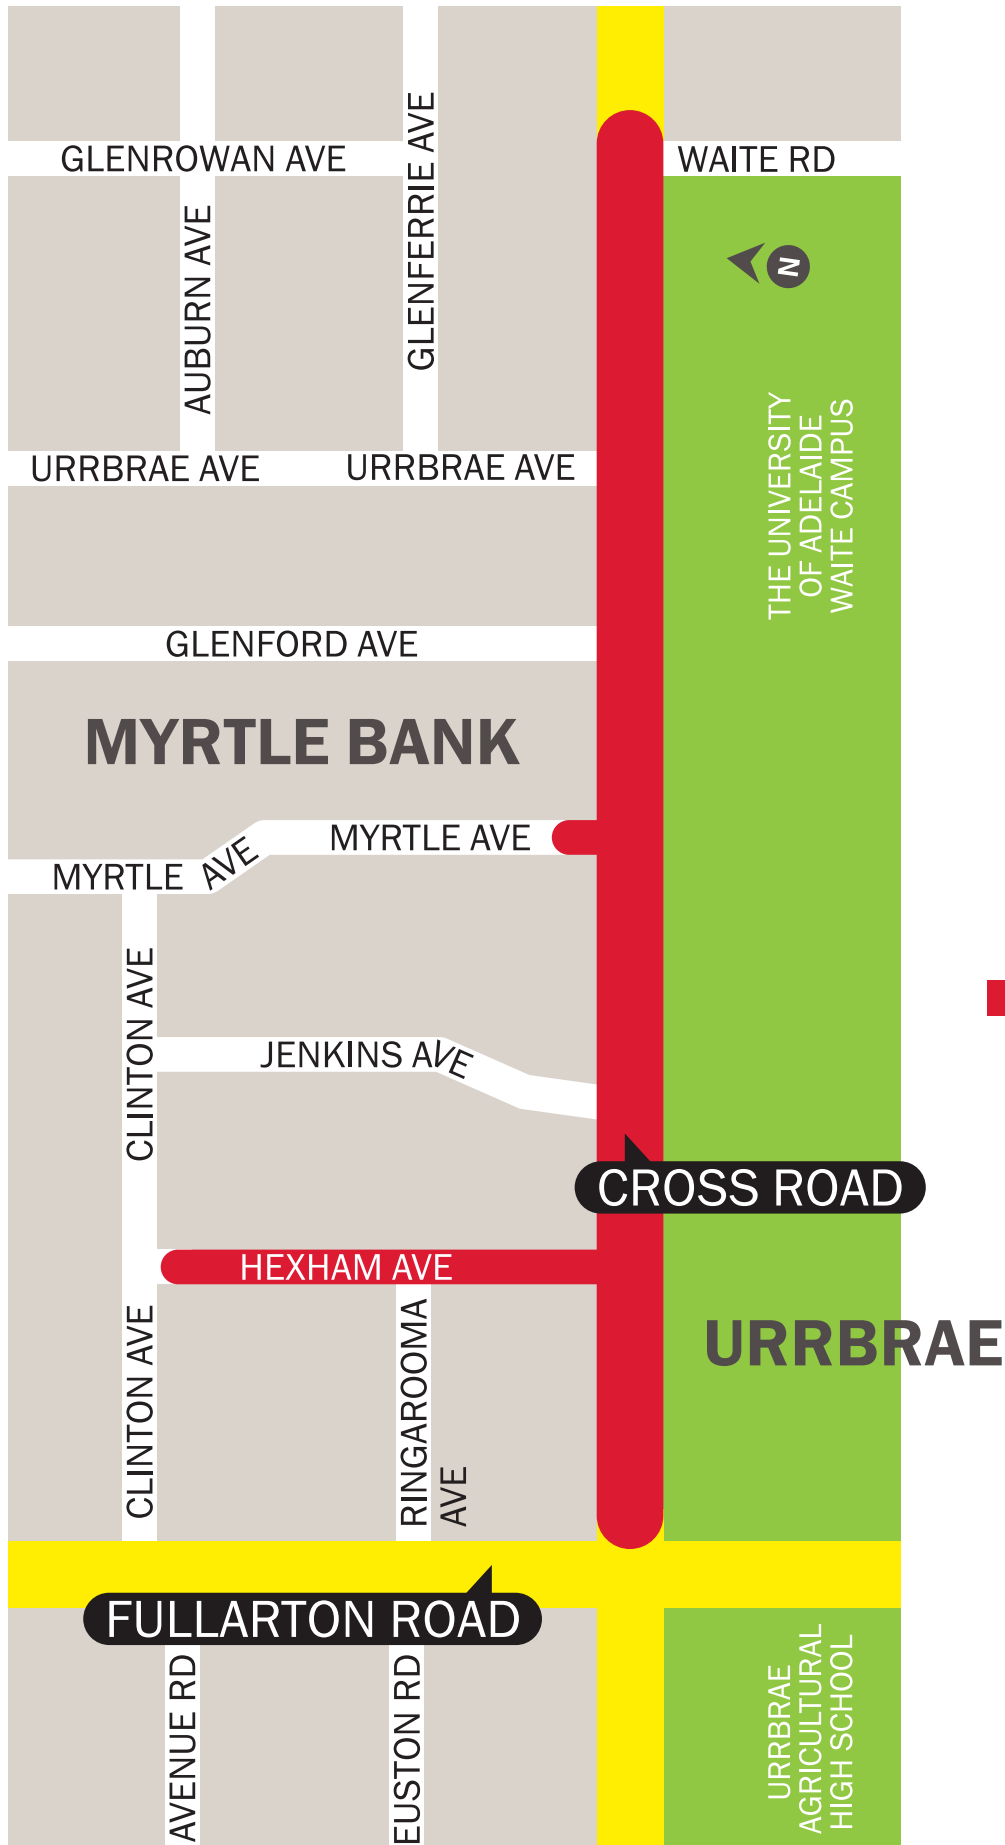 GLENROWAN AVE
WAITE RD
GLENFERRIE AVE
AUBURN AVE
N
URRBRAE AVE
URRBRAE AVE
THE UNIVERSITY
OF ADELAIDE
WAITE CAMPUS
GLENFORD AVE
MYRTLE BANK
MYRTLE AVE
MYRTLE AVE
CLINTON AVE
JENKINS AVE
CROSS ROAD
HEXHAM AVE
CLINTON AVE
RINGAROOMA
AVE
URRBRAE
FULLARTON ROAD
AVENUE RD
EUSTON RD
URRBRAE
AGRICULTURAL
HIGH SCHOOL